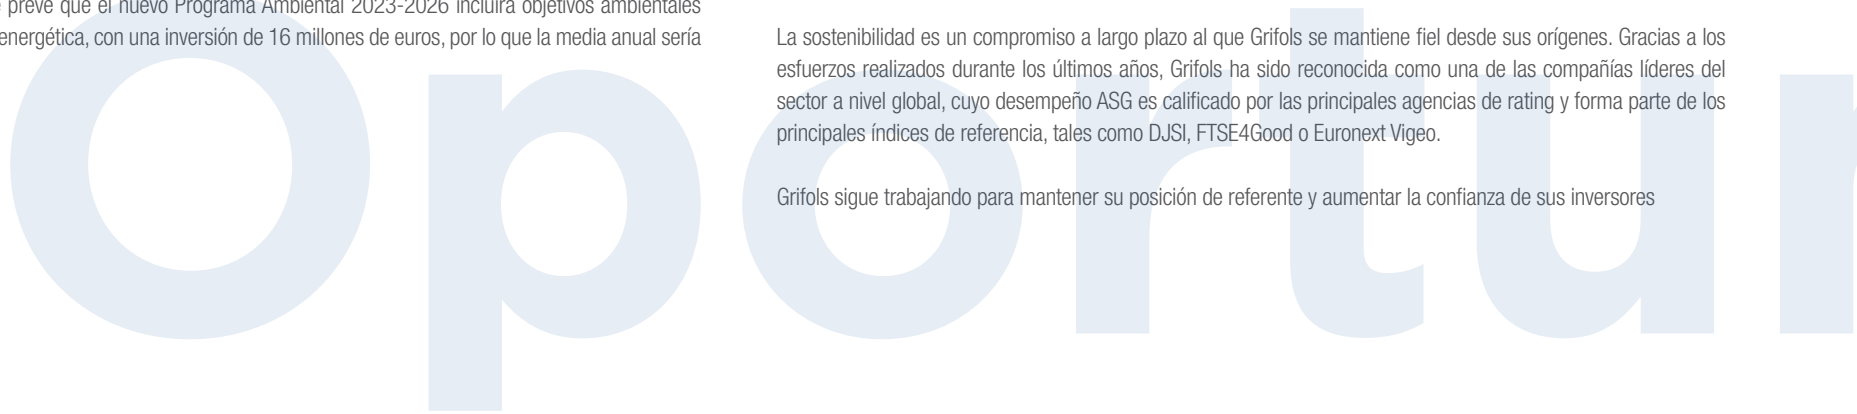 prevé que el nuevo Programa Ambiental 2023-2026 incluirá objetivos ambientales
energética, con una inversión de 16 millones de euros, por lo que la media anual sería
La sostenibilidad es un compromiso a largo plazo al que Grifols se mantiene fiel desde sus orígenes. Gracias a los
esfuerzos realizados durante los últimos años, Grifols ha sido reconocida como una de las compañías líderes del
sector a nivel global, cuyo desempeño ASG es calificado por las principales agencias de rating y forma parte de los
principales índices de referencia, tales como DJSI, FTSE4Good o Euronext Vigeo.
Grifols sigue trabajando para mantener su posición de referente y aumentar la confianza de sus inversores
Oportu